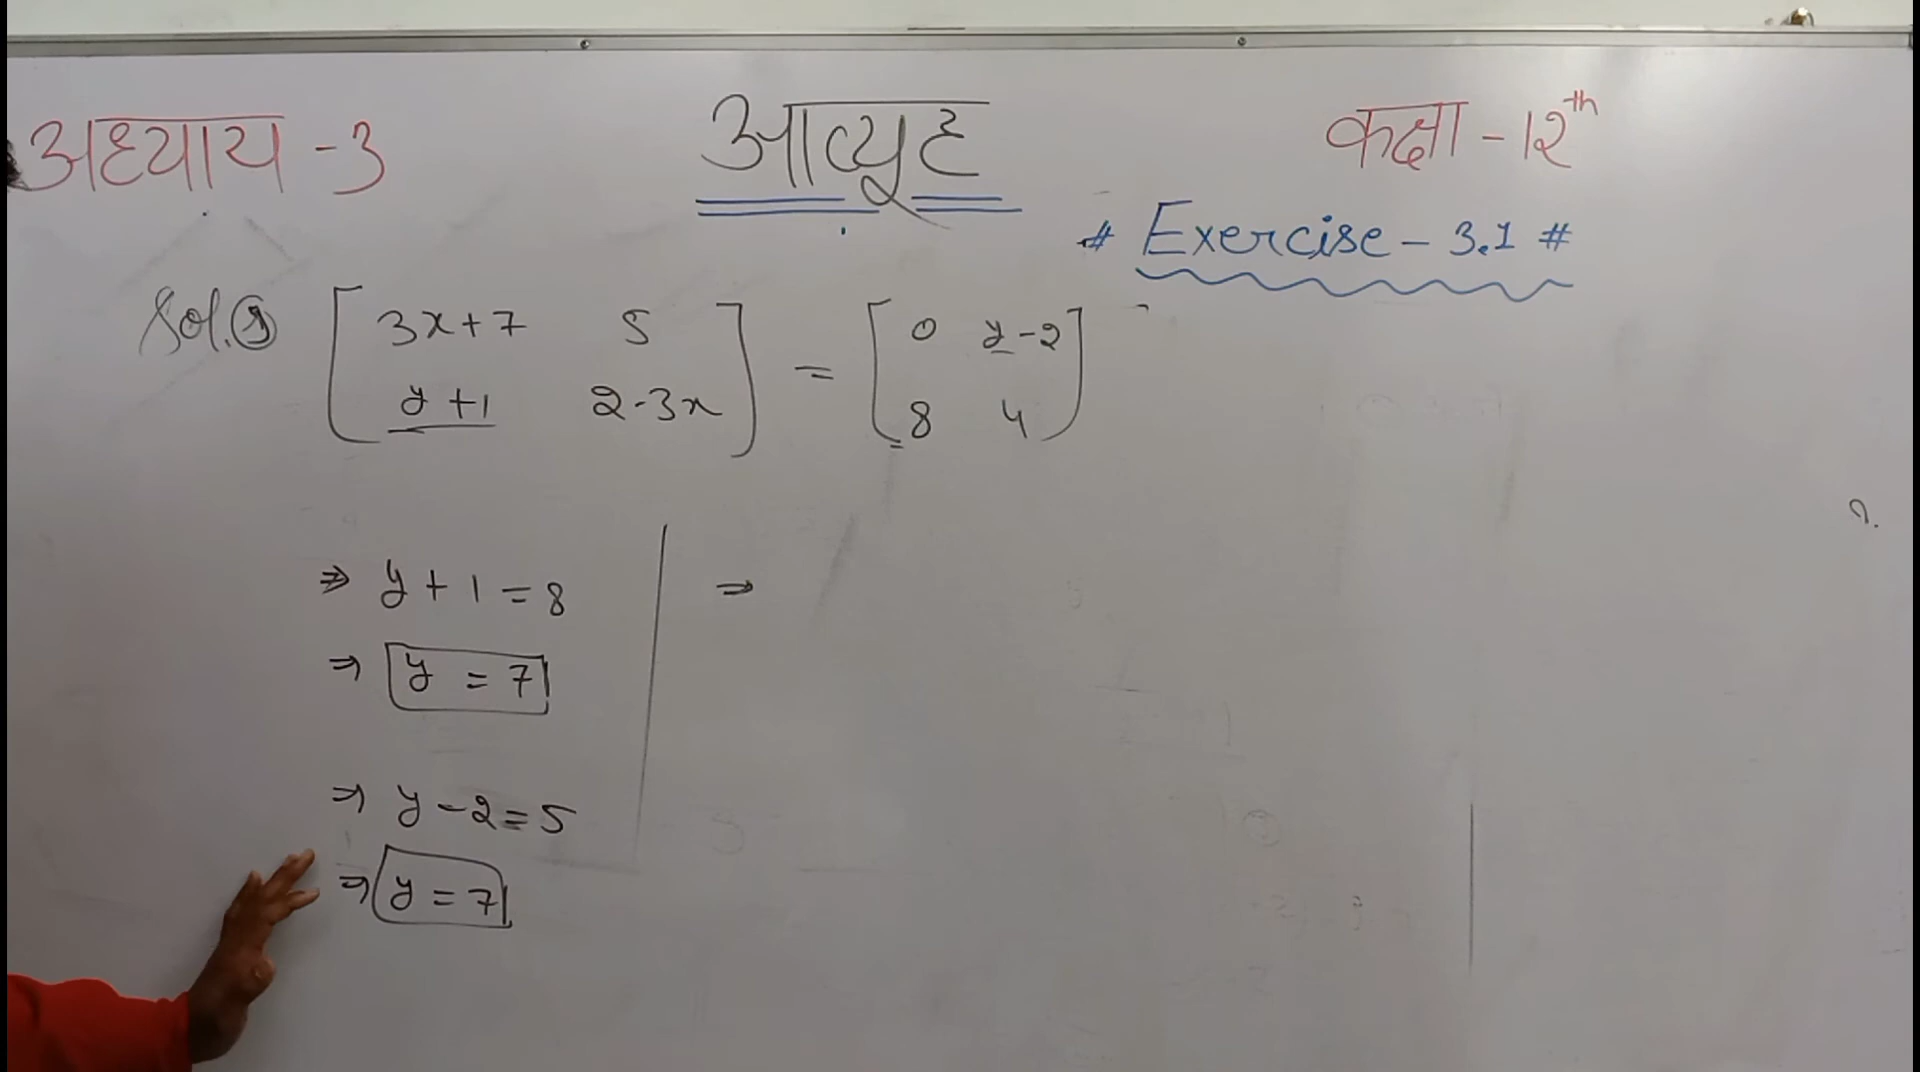 अध्याय -3 आव्यूह कक्षा -12th
# Exercise - 3.1 #
Sol. 9 [ 3x+7 5 ] = [ 0 y-2 ]
[ y+1 2-3x ] [ 8 4 ]
⇒ y + 1 = 8 ⇒
⇒ y = 7
⇒ y - 2 = 5
⇒ y = 7